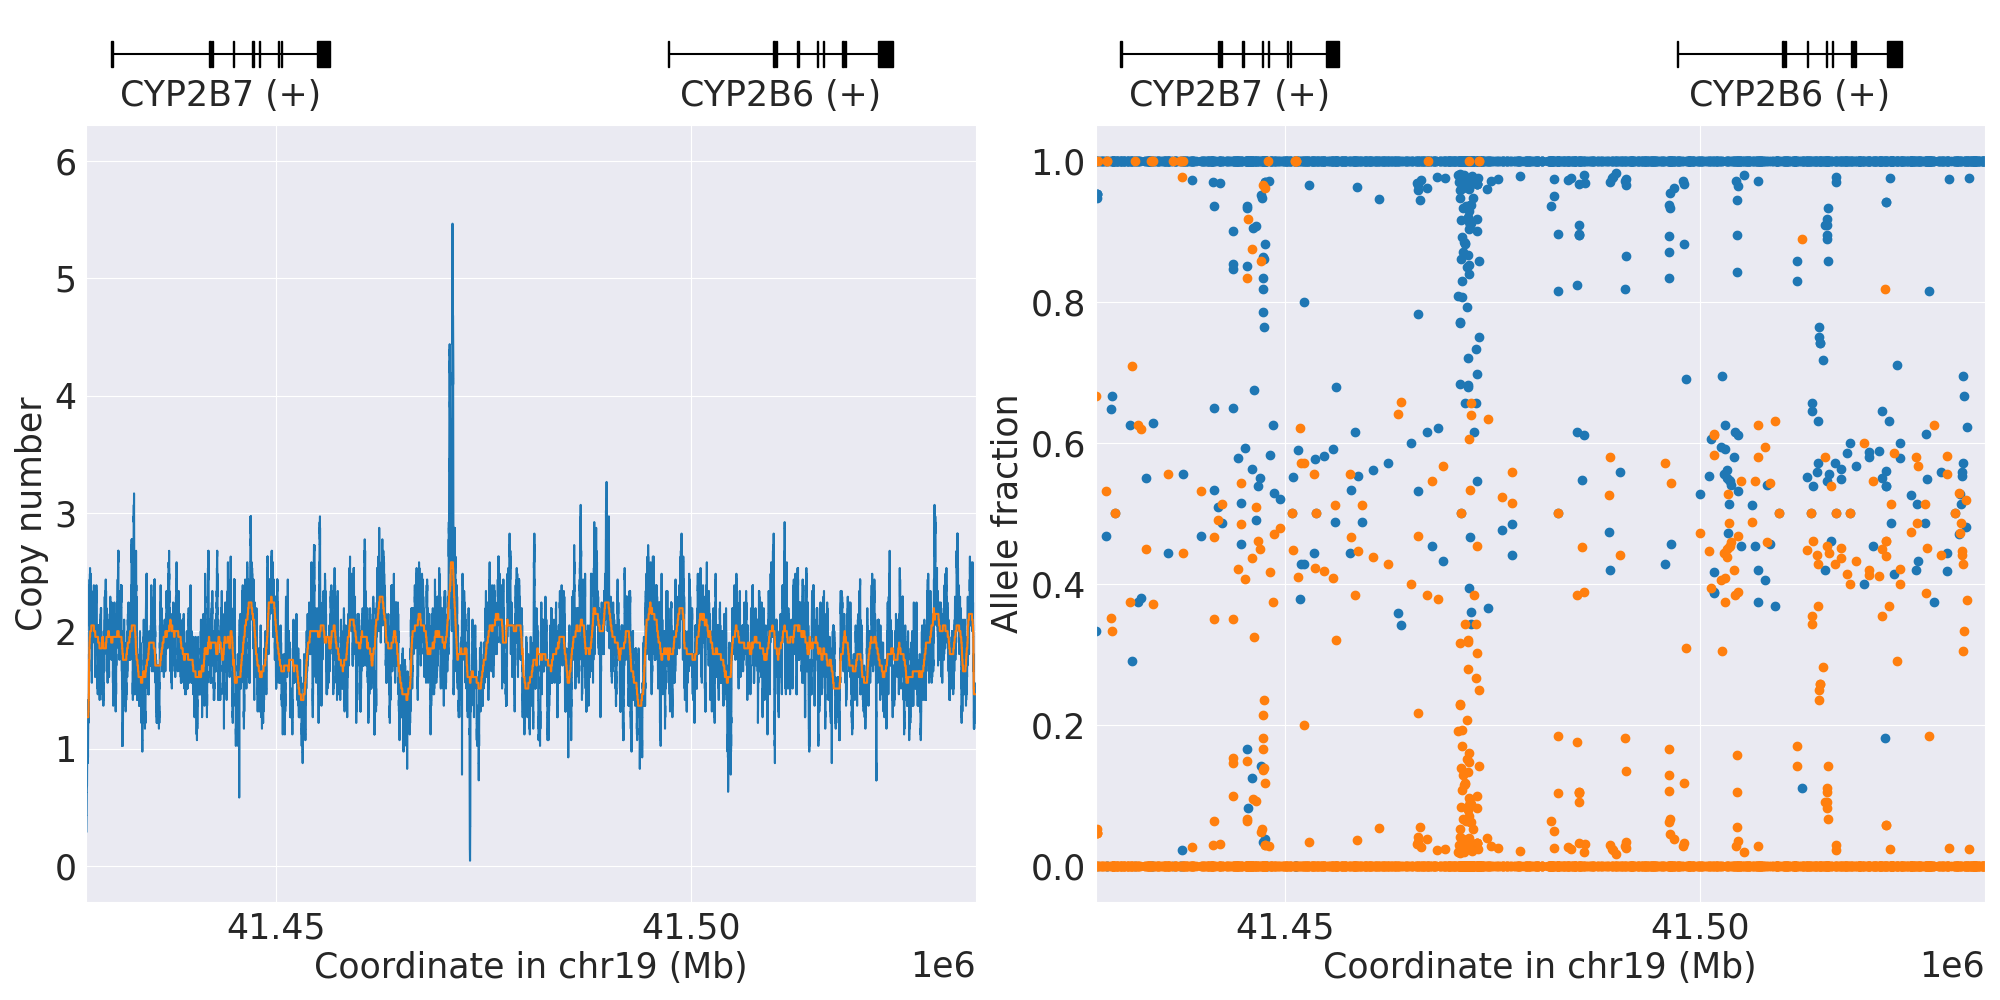 CYP2B7 (+) CYP2B6 (+)
CYP2B7 (+) CYP2B6 (+)
Copy number
6
5
4
3
2
1
0
41.45 41.50
Coordinate in chr19 (Mb) 1e6
Allele fraction
1.0
0.8
0.6
0.4
0.2
0.0
41.45 41.50
Coordinate in chr19 (Mb) 1e6